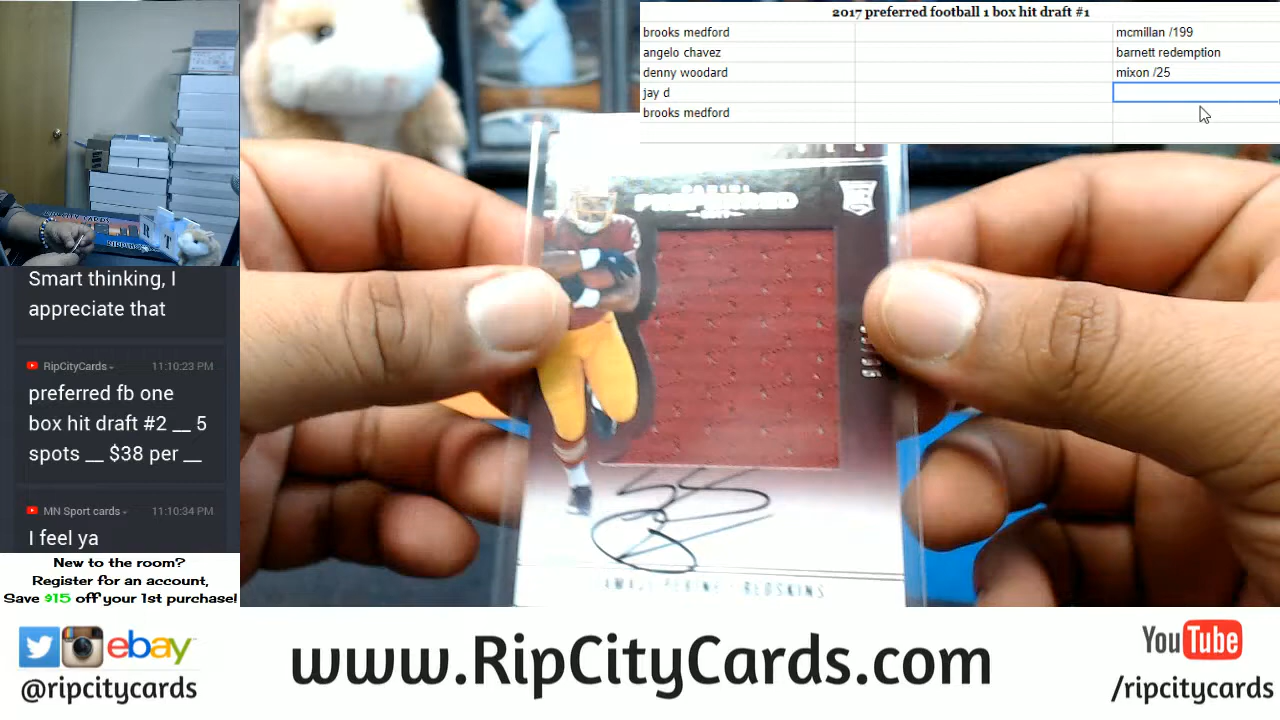 2017 preferred football 1 box hit draft #1
brooks medford mcmillan /199
angelo chavez barnett redemption
denny woodard mixon /25
jay d
brooks medford
PANINI
PREFERRED
Smart thinking, I
appreciate that
RipCityCards 11:10:23 PM
preferred fb one
box hit draft #2 __ 5
spots __ $38 per __
MN Sport cards 11:10:34 PM
I feel ya
New to the room?
Register for an account,
Save $15 off your 1st purchase!
REDSKINS
ebay
@ripcitycards
www.RipCityCards.com
YouTube
/ripcitycards